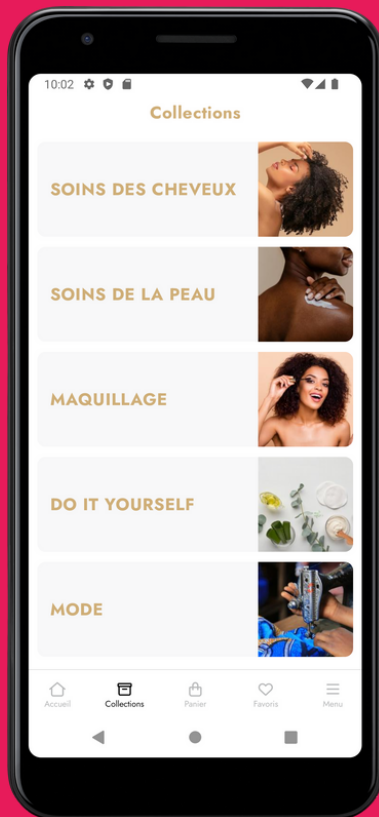 10:02
Collections
SOINS DES CHEVEUX
SOINS DE LA PEAU
MAQUILLAGE
DO IT YOURSELF
MODE
Accueil Collections Panier Favoris Menu